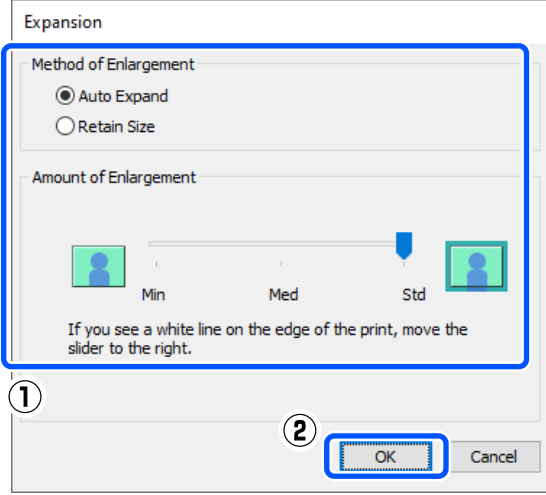 Expansion
Method of Enlargement
Auto Expand
Retain Size
Amount of Enlargement
Min Med Std
If you see a white line on the edge of the print, move the
slider to the right.
①
②
OK Cancel